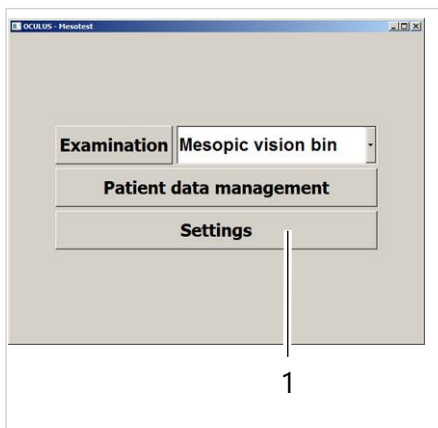 OCULUS - Mesotest
Examination Mesopic vision bin
Patient data management
Settings
1